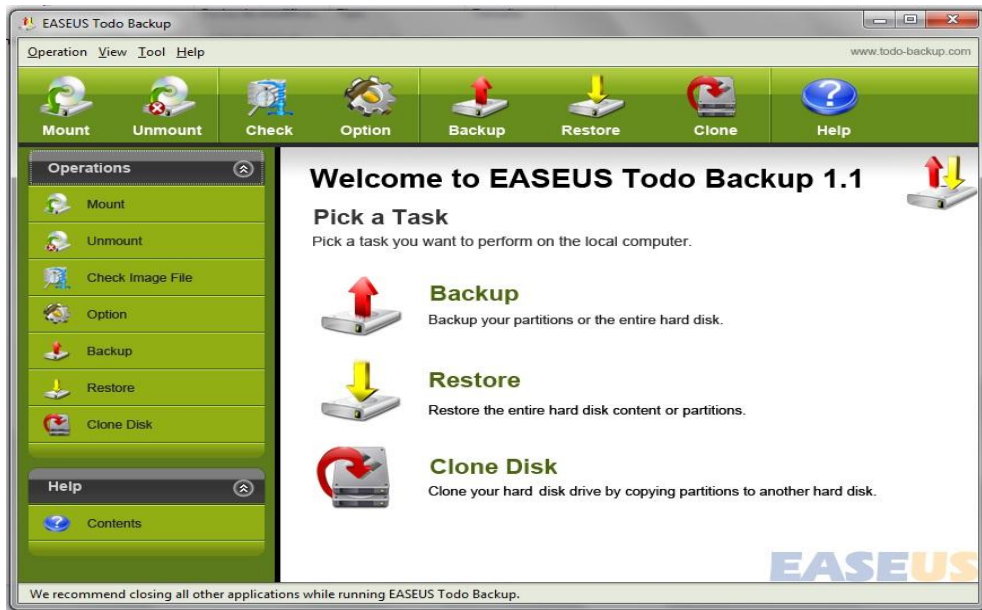 EASEUS Todo Backup
Operation View Tool Help
www.todo-backup.com
Mount Unmount Check Option Backup Restore Clone Help
Operations
Mount
Unmount
Check Image File
Option
Backup
Restore
Clone Disk
Help
Contents
Welcome to EASEUS Todo Backup 1.1
Pick a Task
Pick a task you want to perform on the local computer.
Backup
Backup your partitions or the entire hard disk.
Restore
Restore the entire hard disk content or partitions.
Clone Disk
Clone your hard disk drive by copying partitions to another hard disk.
EASEUS
We recommend closing all other applications while running EASEUS Todo Backup.